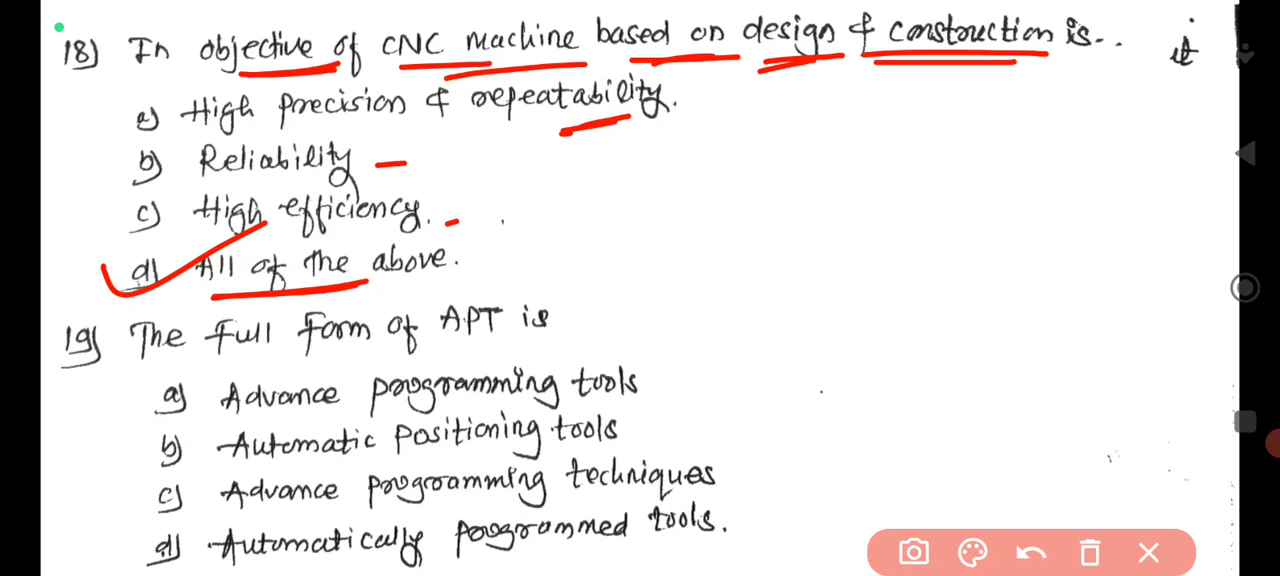 18) In objective of CNC machine based on design & construction is..
a) High precision & repeatability.
b) Reliability
c) High efficiency.
d) All of the above.
19) The Full Form of APT is
a) Advance programming tools
b) Automatic positioning tools
c) Advance programming techniques
d) Automatically programmed tools.